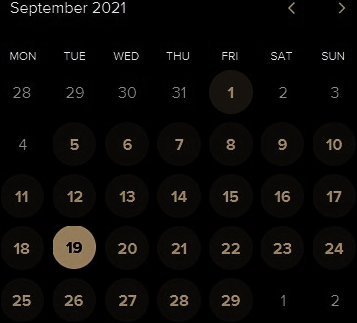 September 2021 < >
MON TUE WED THU FRI SAT SUN
28 29 30 31 1 2 3
4 5 6 7 8 9 10
11 12 13 14 15 16 17
18 19 20 21 22 23 24
25 26 27 28 29 1 2